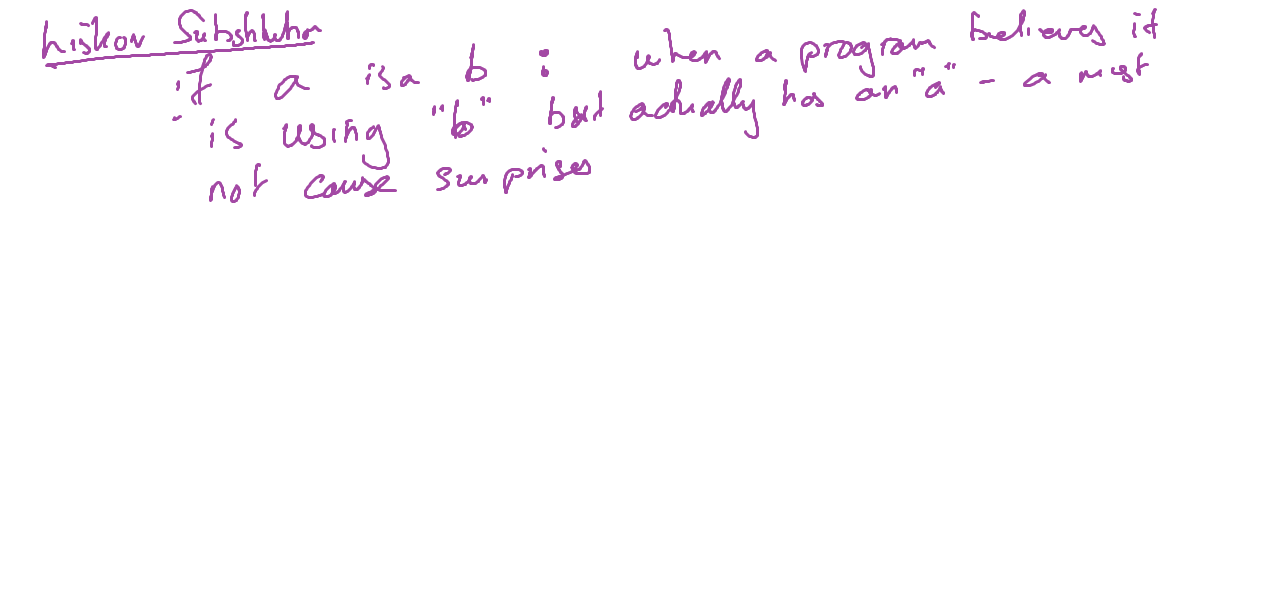 Liskov Substitution
if a is a b : when a program believes it
is using "b" but actually has an "a" - a must
not cause surprises